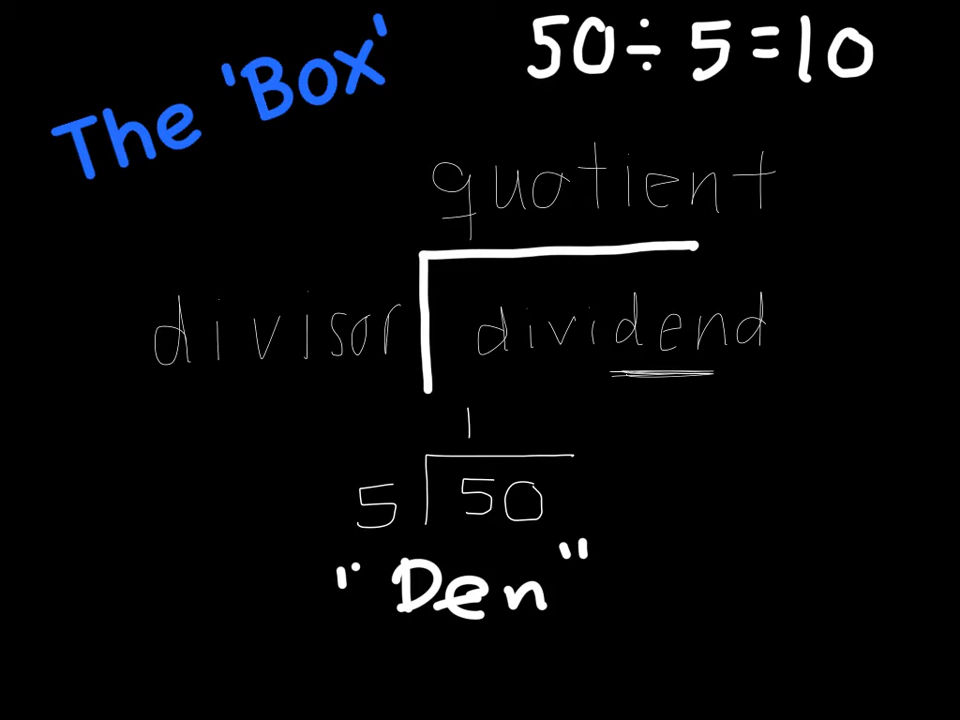 The 'Box'
50÷5=10
quotient
divisor dividend
1
5 50
"Den"